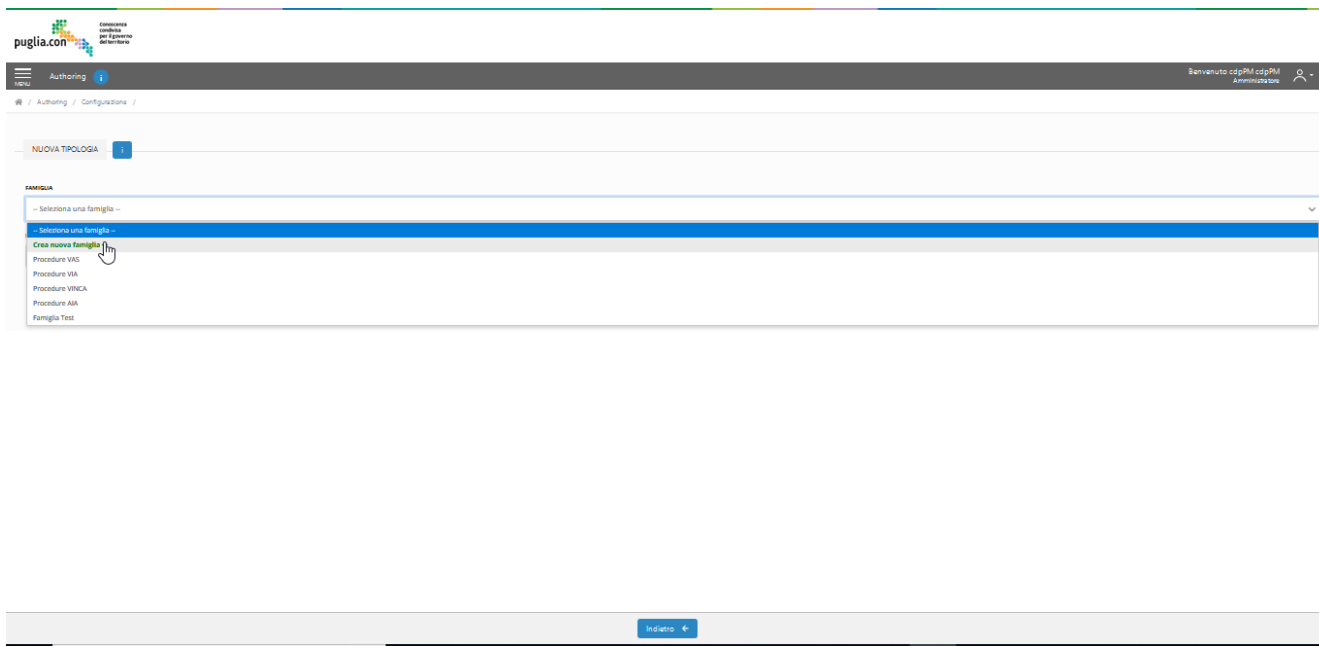 puglia.con
Conoscenza
condivisa
per il governo
del territorio
MENU
Authoring i
Benvenuto cdpPM cdpPM
Amministratore
/ Authoring / Configurazione /
NUOVA TIPOLOGIA i
FAMIGLIA
-- Seleziona una famiglia --
-- Seleziona una famiglia --
Crea nuova famiglia
Procedure VAS
Procedure VIA
Procedure VINCA
Procedure AIA
Famiglia Test
Indietro